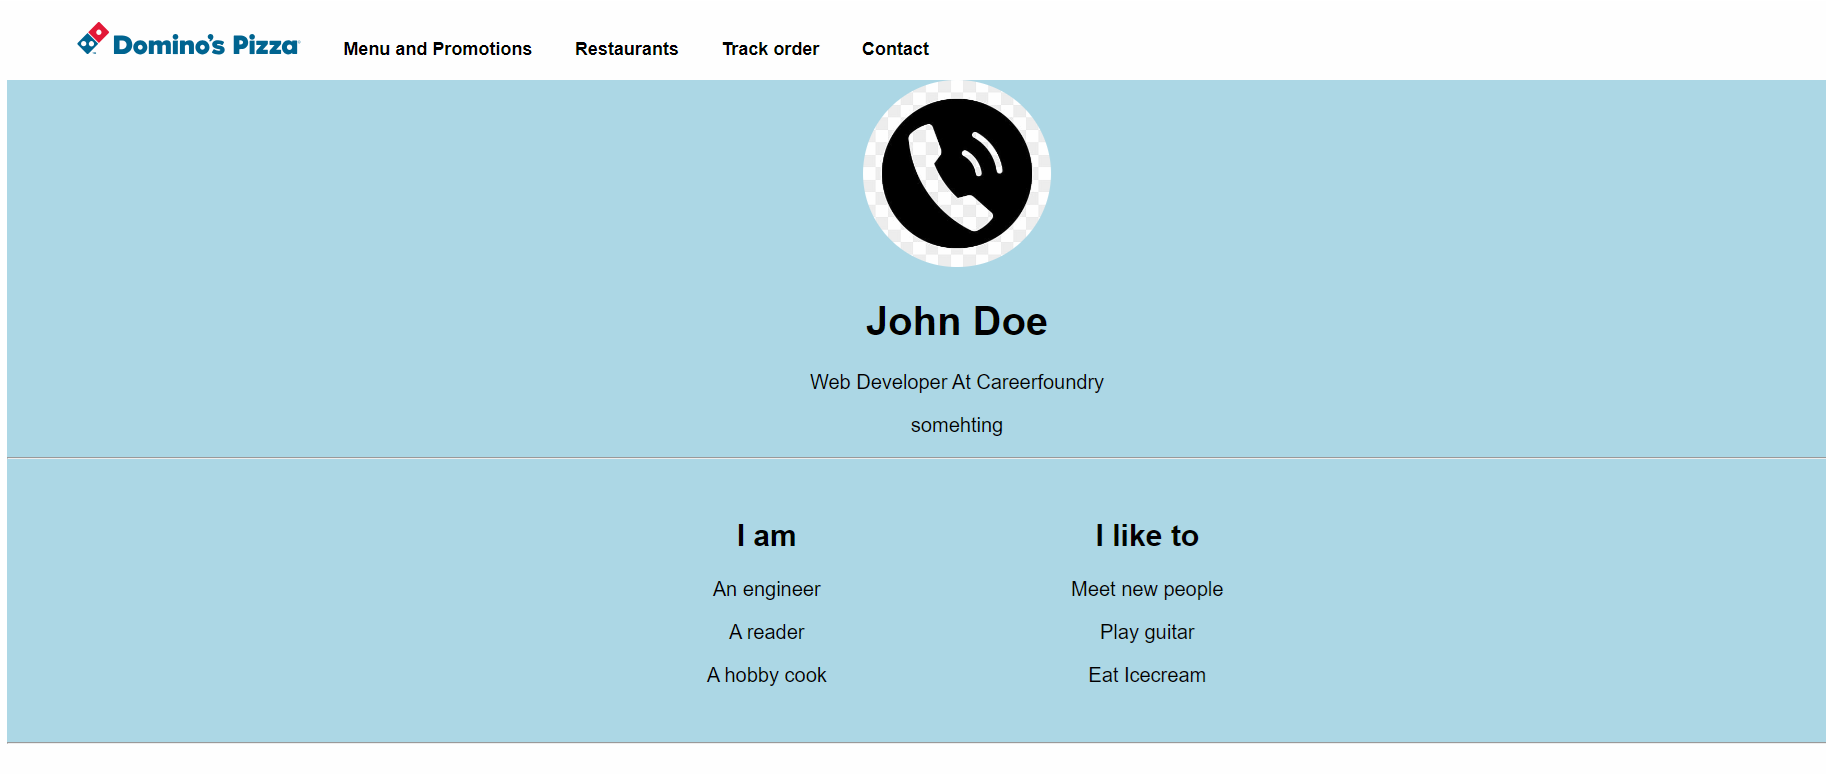 Domino's Pizza Menu and Promotions Restaurants Track order Contact
John Doe
Web Developer At Careerfoundry
somehting
I am I like to
An engineer Meet new people
A reader Play guitar
A hobby cook Eat Icecream